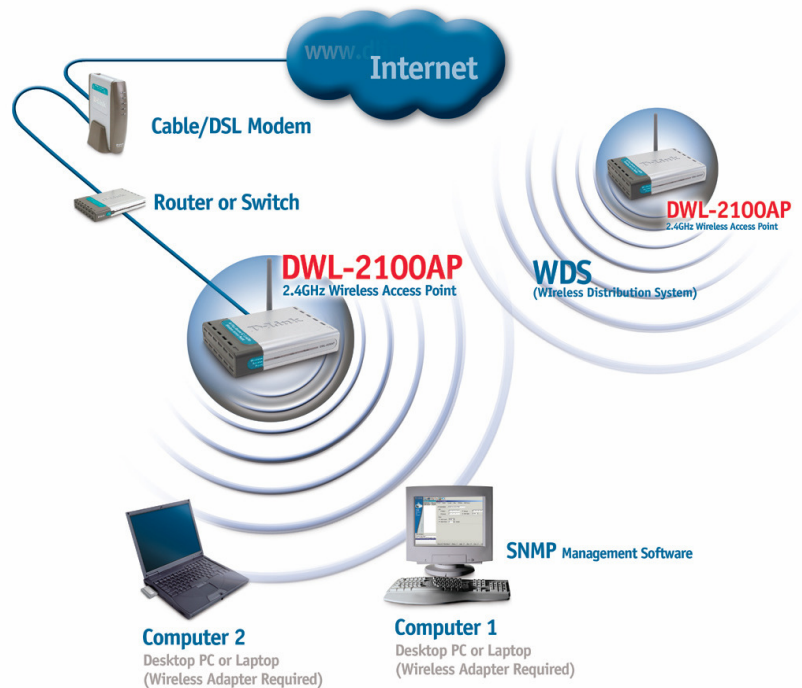 www.d
Internet
Cable/DSL Modem
Router or Switch
DWL-2100AP
2.4GHz Wireless Access Point
DWL-2100AP
2.4GHz Wireless Access Point
WDS
(WIreless Distribution System)
D-Link
D-Link
SNMP Management Software
Computer 2
Desktop PC or Laptop
(Wireless Adapter Required)
Computer 1
Desktop PC or Laptop
(Wireless Adapter Required)